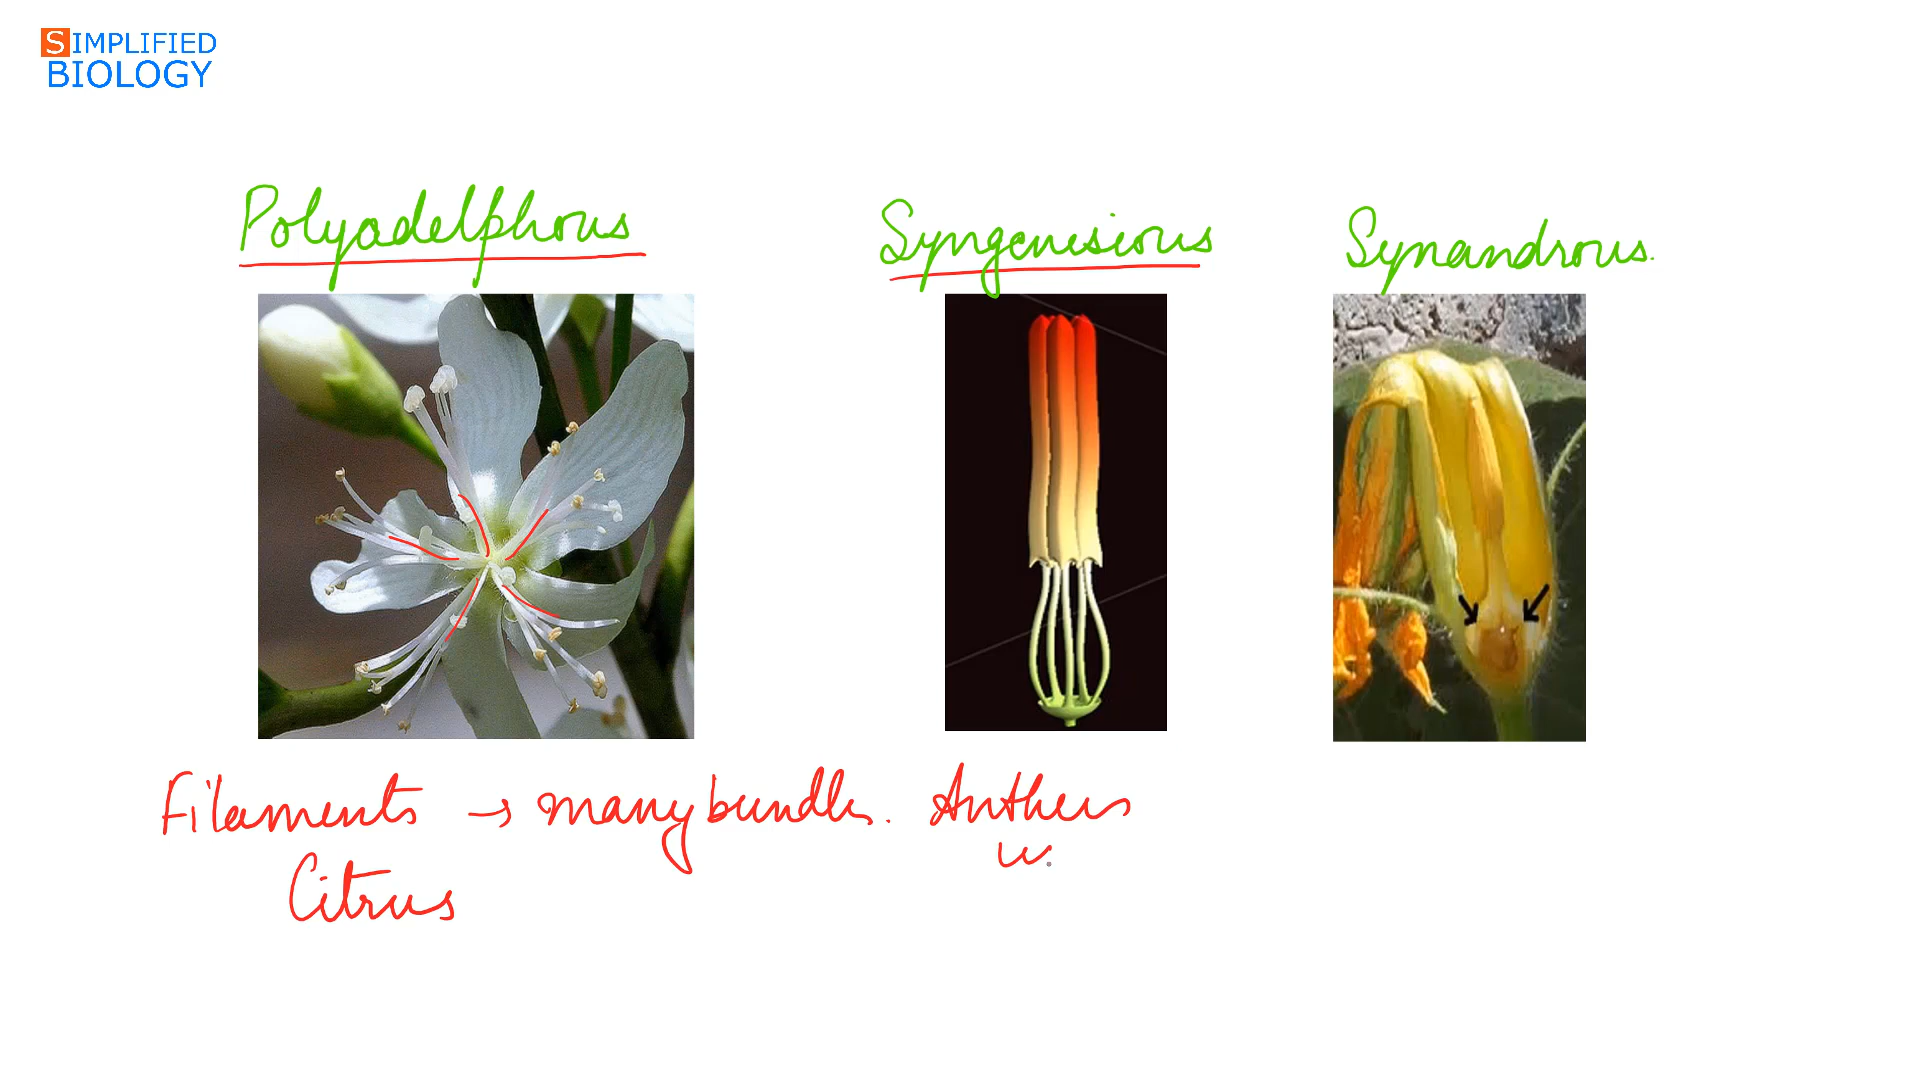 SIMPLIFIED
BIOLOGY
Polyadelphous
Syngenesious
Synandrous.
Filaments → many bundles.
Citrus
Anthers